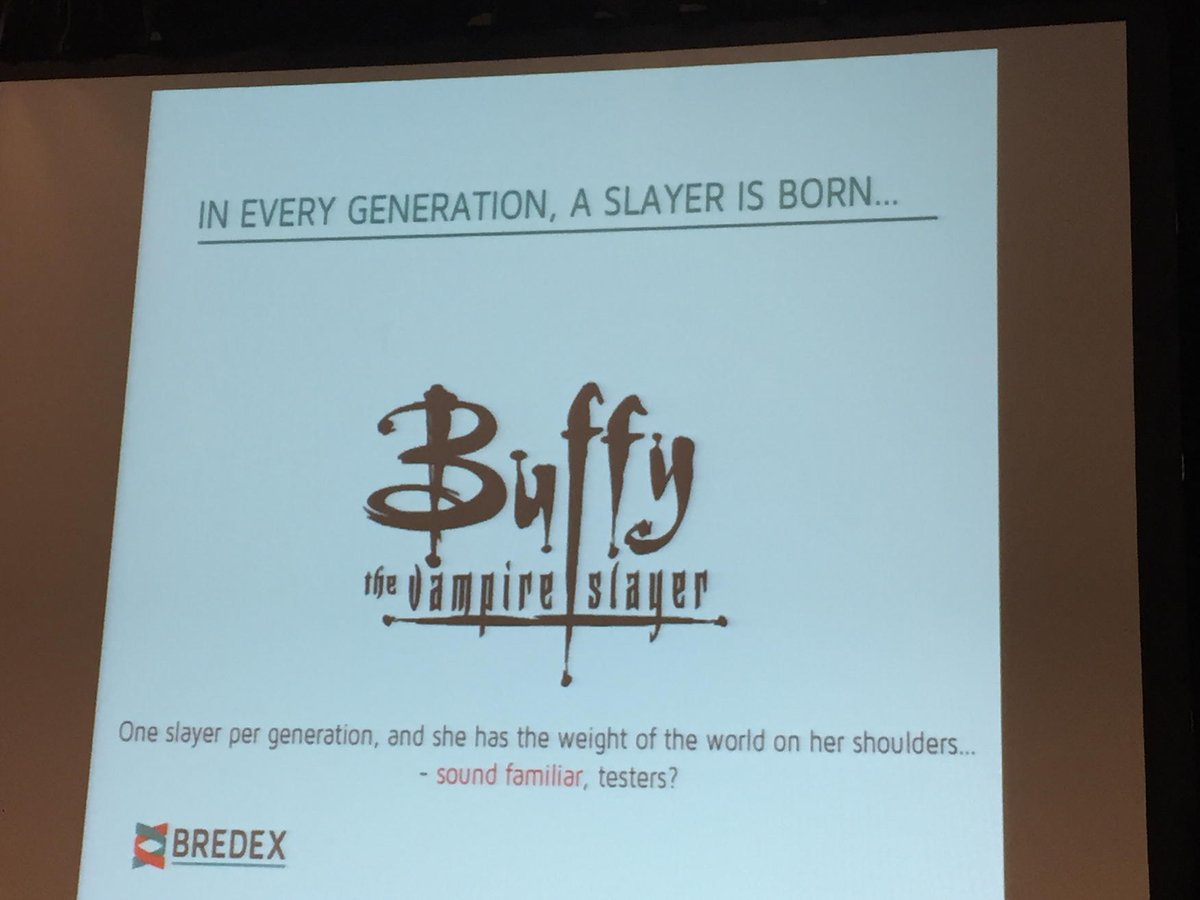 IN EVERY GENERATION, A SLAYER IS BORN...
Buffy
the vampire slayer
One slayer per generation, and she has the weight of the world on her shoulders...
- sound familiar, testers?
BREDEX